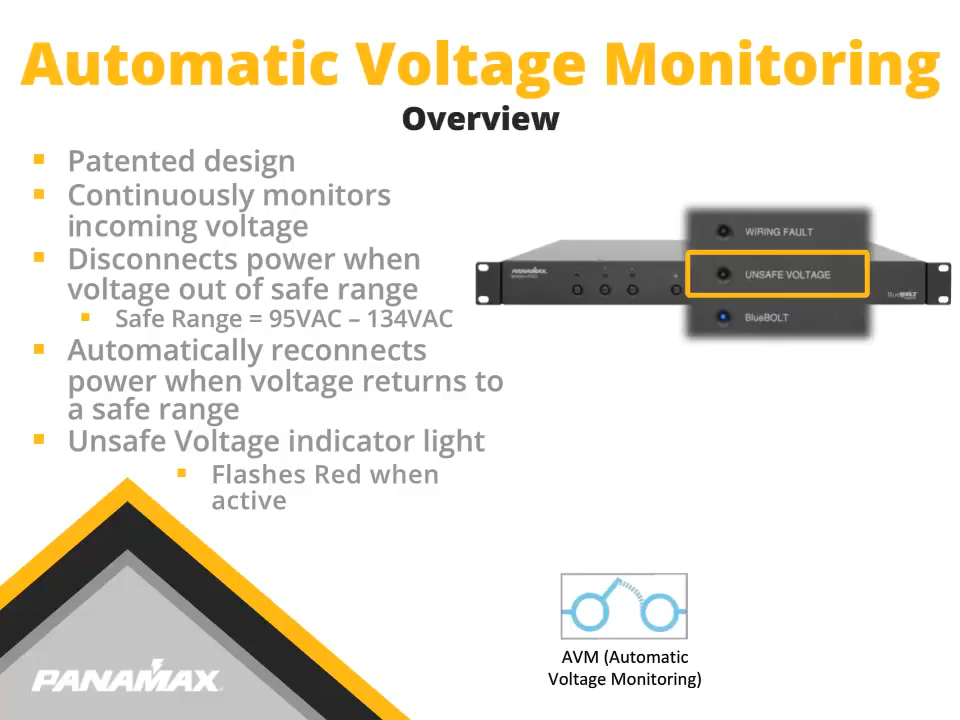 Automatic Voltage Monitoring
Overview
Patented design
Continuously monitors
incoming voltage
Disconnects power when
voltage out of safe range
Safe Range = 95VAC – 134VAC
Automatically reconnects
power when voltage returns to
a safe range
Unsafe Voltage indicator light
Flashes Red when
active
WIRING FAULT
UNSAFE VOLTAGE
BlueBOLT
PANAMAX
BlueBOLT
AVM (Automatic
Voltage Monitoring)
PANAMAX